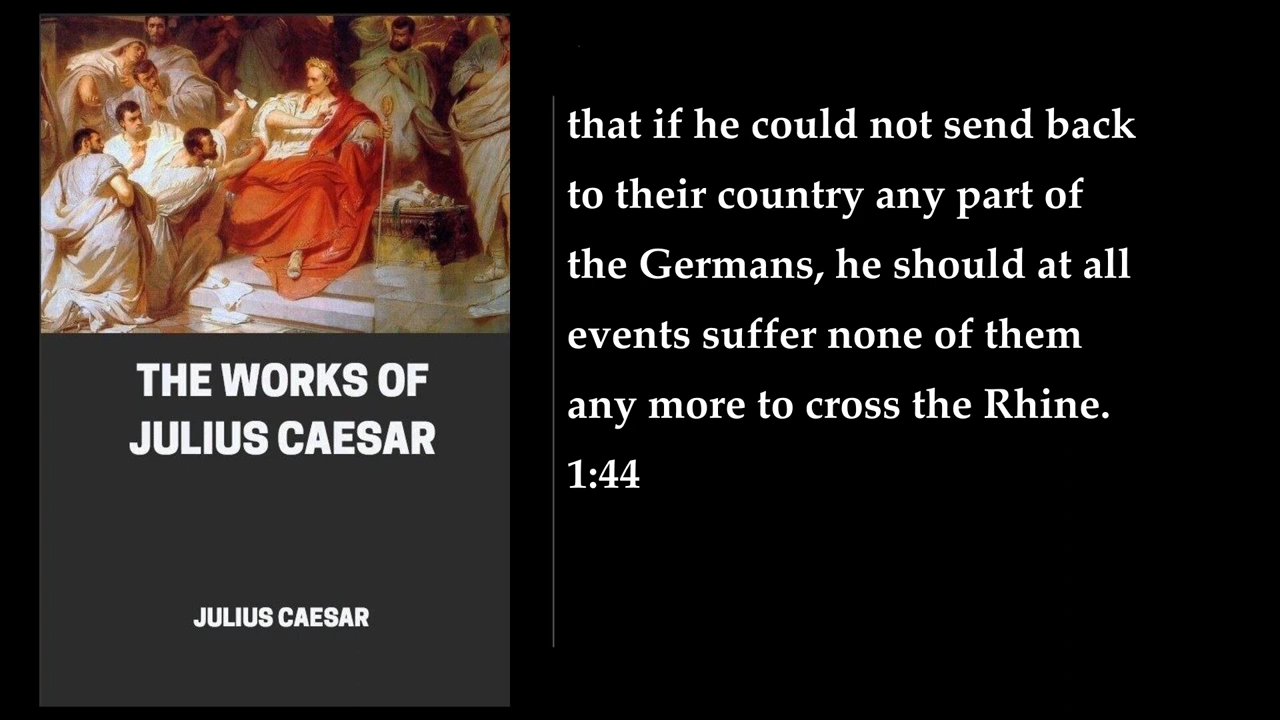 THE WORKS OF
JULIUS CAESAR
JULIUS CAESAR
that if he could not send back
to their country any part of
the Germans, he should at all
events suffer none of them
any more to cross the Rhine.
1:44